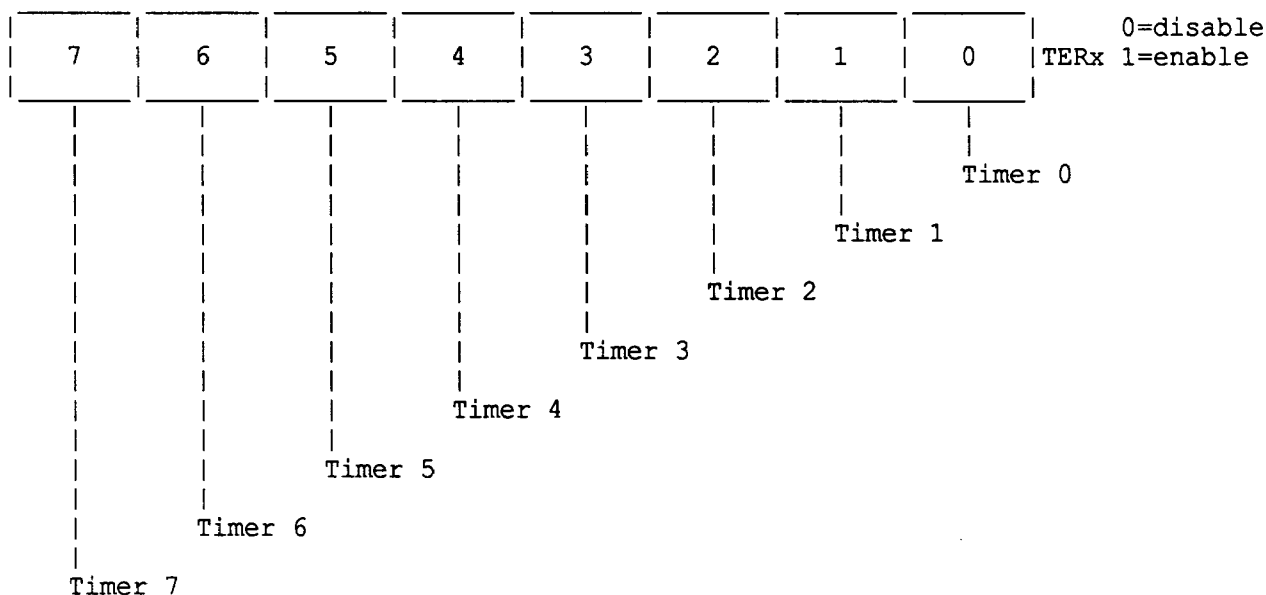 0=disable
7 6 5 4 3 2 1 0 TERx 1=enable
Timer 0
Timer 1
Timer 2
Timer 3
Timer 4
Timer 5
Timer 6
Timer 7